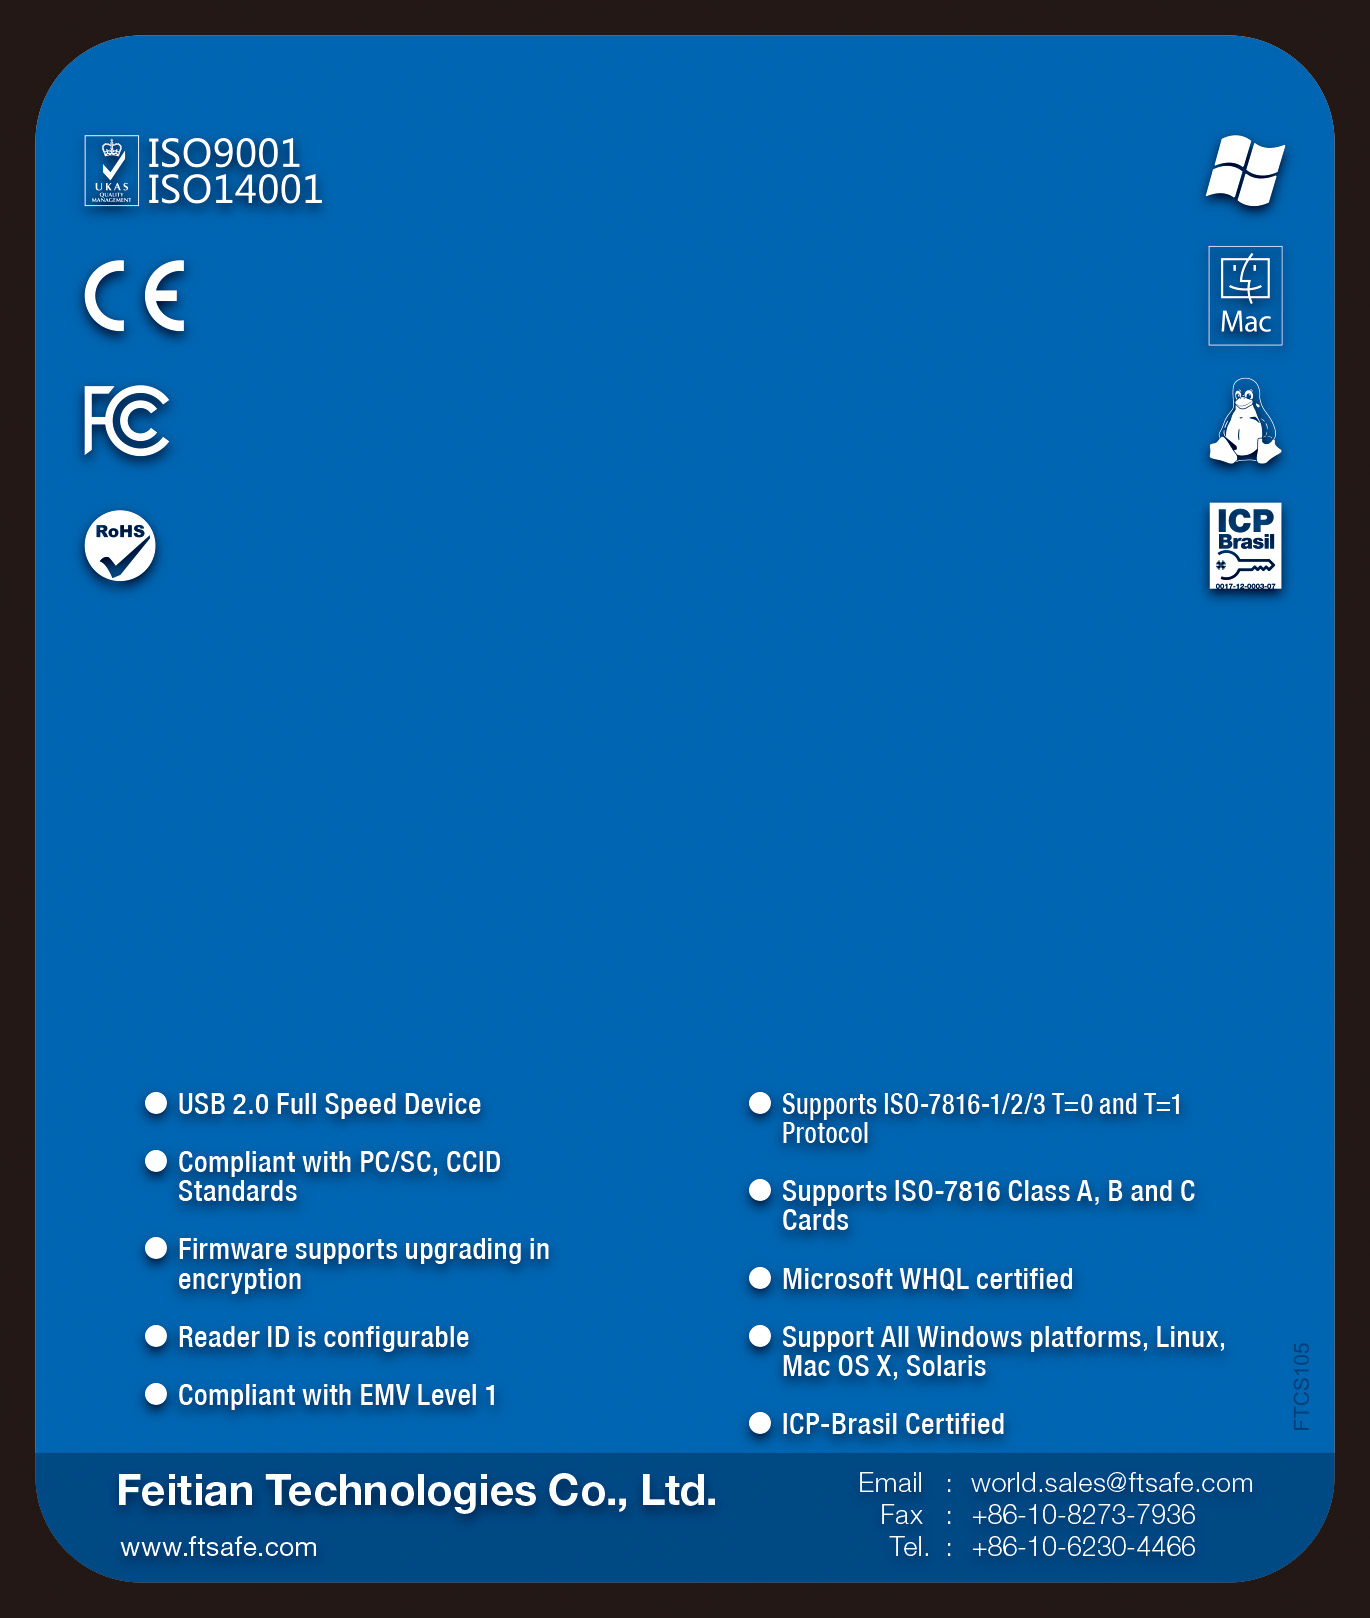 UKAS
QUALITY
MANAGEMENT
ISO9001
ISO14001
CE
FC
RoHS
Mac
ICP
Brasil
0017-12-0003-07
USB 2.0 Full Speed Device
Compliant with PC/SC, CCID
Standards
Firmware supports upgrading in
encryption
Reader ID is configurable
Compliant with EMV Level 1
Supports ISO-7816-1/2/3 T=0 and T=1
Protocol
Supports ISO-7816 Class A, B and C
Cards
Microsoft WHQL certified
Support All Windows platforms, Linux,
Mac OS X, Solaris
ICP-Brasil Certified
FTCS105
Feitian Technologies Co., Ltd.
www.ftsafe.com
Email : world.sales@ftsafe.com
Fax : +86-10-8273-7936
Tel. : +86-10-6230-4466